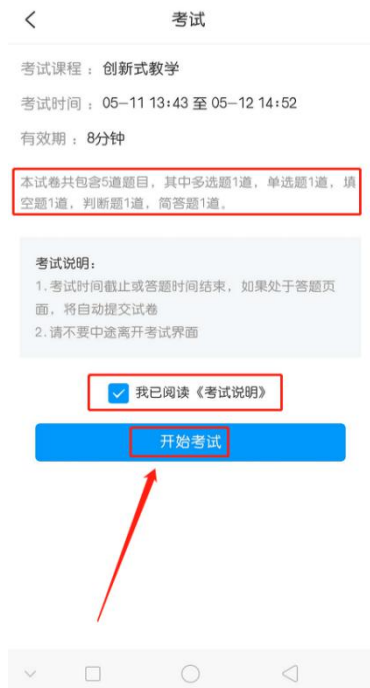 考试
考试课程：创新式教学
考试时间：05-11 13:43 至 05-12 14:52
有效期：8分钟
本试卷共包含5道题目，其中多选题1道，单选题1道，填
空题1道，判断题1道，简答题1道。
考试说明：
1.考试时间截止或答题时间结束，如果处于答题页
面，将自动提交试卷
2.请不要中途离开考试界面
我已阅读《考试说明》
开始考试